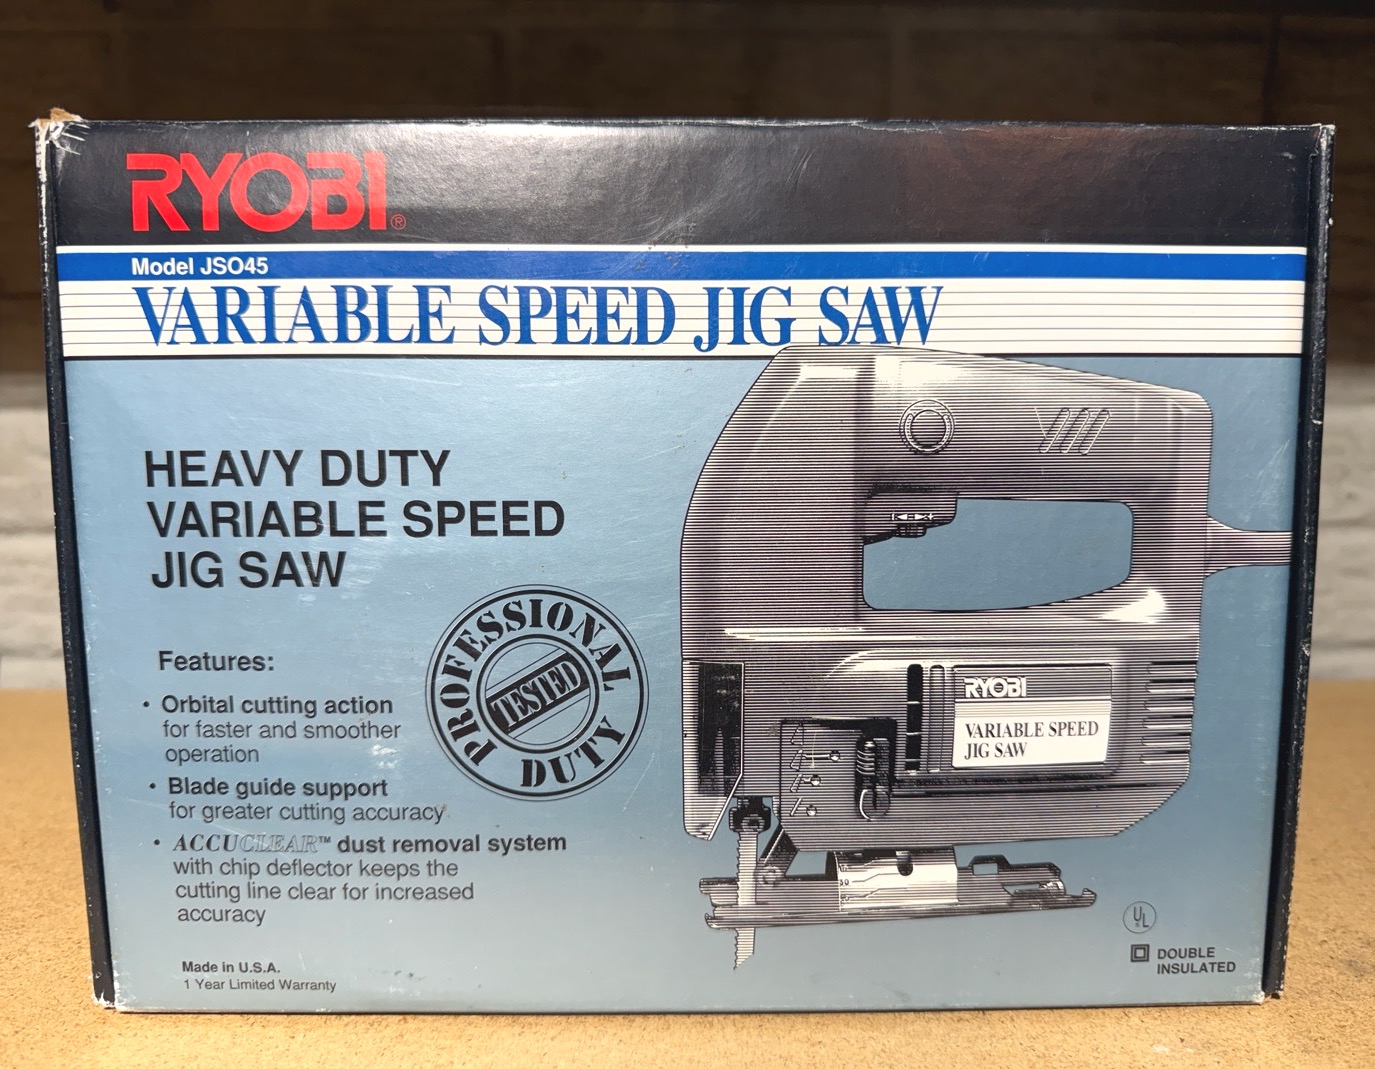 RYOBI®
Model JSO45
VARIABLE SPEED JIG SAW
HEAVY DUTY
VARIABLE SPEED
JIG SAW
PROFESSIONAL
TESTED
DUTY
Features:
• Orbital cutting action
for faster and smoother
operation
• Blade guide support
for greater cutting accuracy
• ACCUCLEAR™ dust removal system
with chip deflector keeps the
cutting line clear for increased
accuracy
Made in U.S.A.
1 Year Limited Warranty
RYOBI
VARIABLE SPEED
JIG SAW
UL
DOUBLE
INSULATED